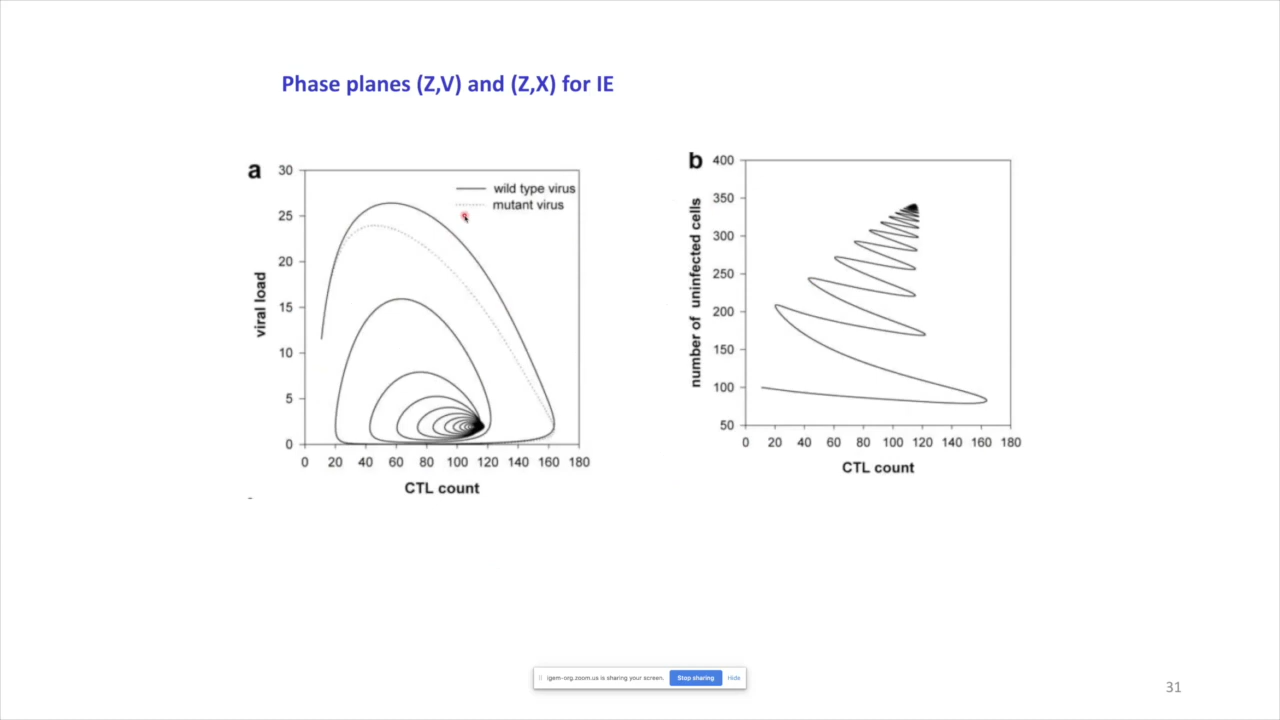 Phase planes (Z,V) and (Z,X) for IE
a
30
25
20
15
10
5
0
viral load
wild type virus
mutant virus
0 20 40 60 80 100 120 140 160 180
CTL count
b
400
350
300
250
200
150
100
50
number of uninfected cells
0 20 40 60 80 100 120 140 160 180
CTL count
igem-org.zoom.us is sharing your screen. Stop sharing Hide
31